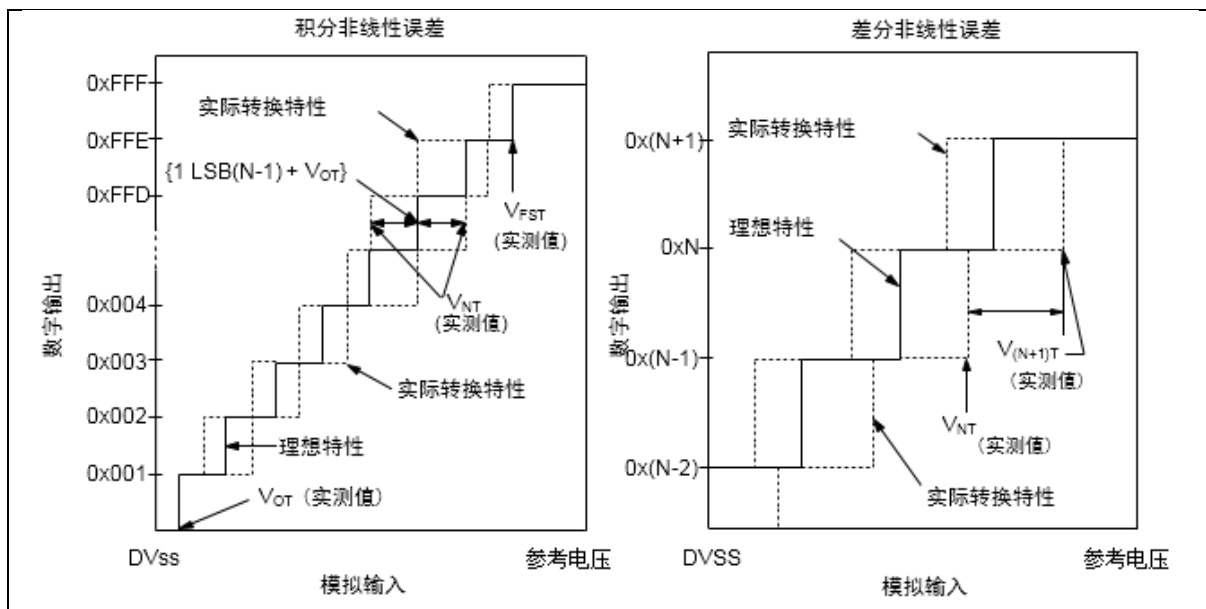 积分非线性误差
0xFFF
0xFFE
0xFFD
0x004
0x003
0x002
0x001
数字输出
实际转换特性
{1 LSB(N-1) + VOT}
VFST
(实测值)
VNT
(实测值)
实际转换特性
理想特性
VOT (实测值)
DVss
参考电压
模拟输入
差分非线性误差
0x(N+1)
0xN
0x(N-1)
0x(N-2)
数字输出
实际转换特性
理想特性
V(N+1)T
(实测值)
VNT
(实测值)
实际转换特性
DVSS
参考电压
模拟输入